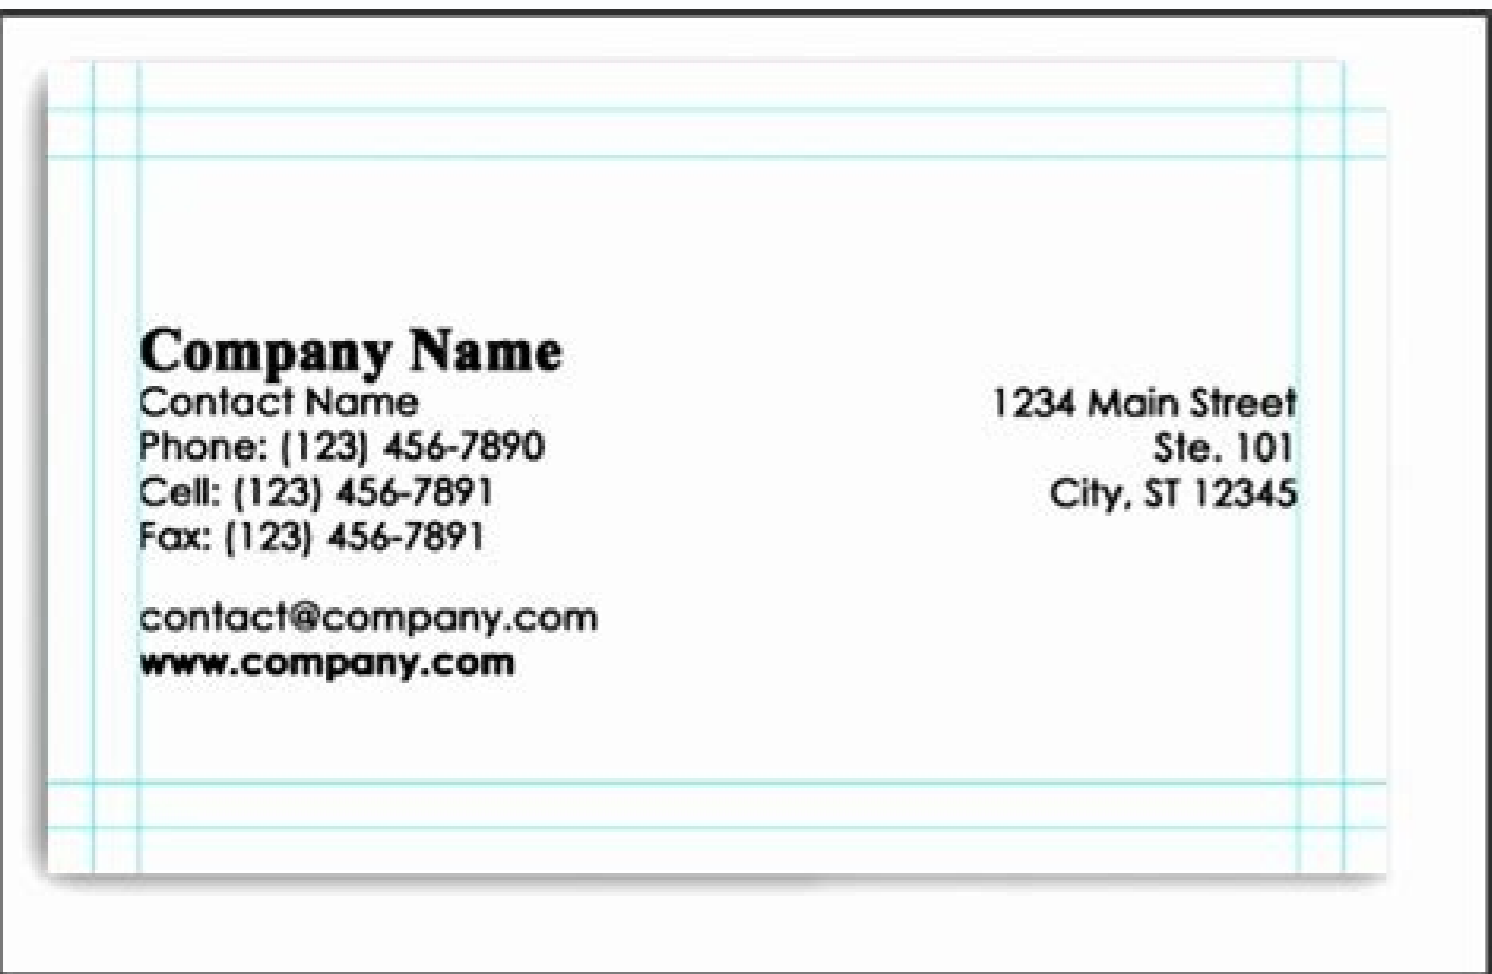 Company Name
Contact Name
Phone: (123) 456-7890
Cell: (123) 456-7891
Fax: (123) 456-7891
contact@company.com
www.company.com
1234 Main Street
Ste. 101
City, ST 12345